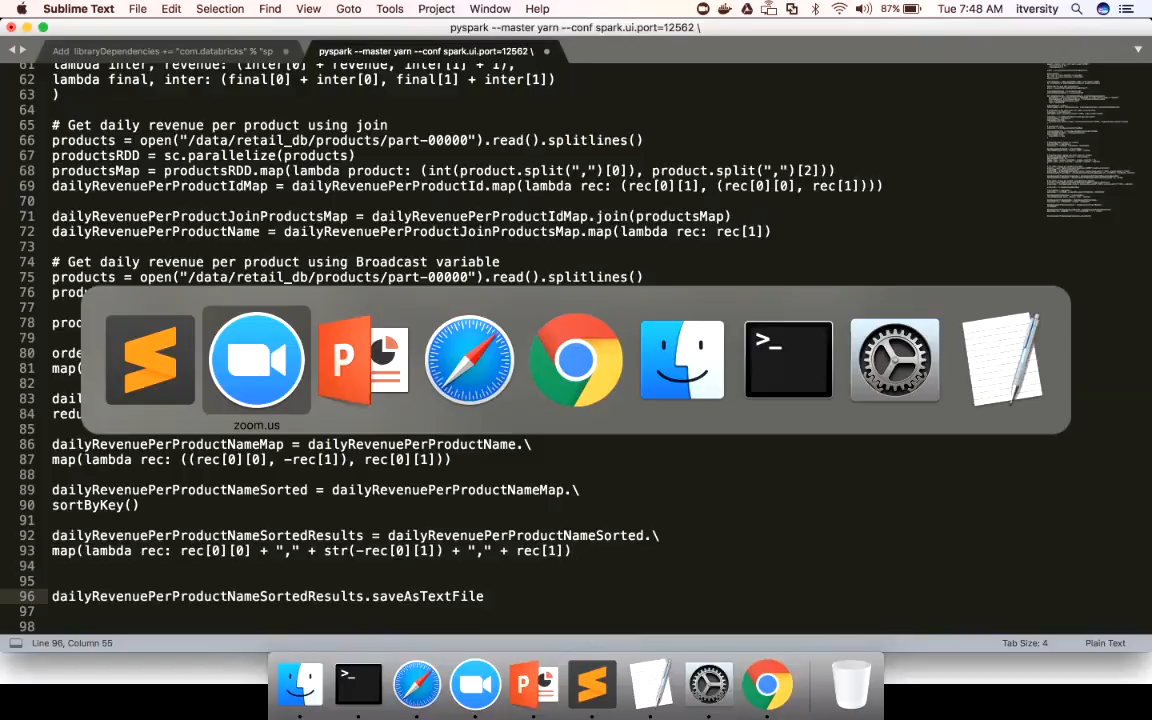 Sublime Text File Edit Selection Find View Goto Tools Project Window Help 87% Tue 7:48 AM itversity
pyspark --master yarn --conf spark.ui.port=12562 \
Add libraryDependencies += "com.databricks" % "sp
pyspark --master yarn --conf spark.ui.port=12562 \
61 lambda inter, revenue: (inter[0] + revenue, inter[1] + 1),
62 lambda final, inter: (final[0] + inter[0], final[1] + inter[1])
63 )
64
65 # Get daily revenue per product using join
66 products = open("/data/retail_db/products/part-00000").read().splitlines()
67 productsRDD = sc.parallelize(products)
68 productsMap = productsRDD.map(lambda product: (int(product.split(",")[0]), product.split(",")[2]))
69 dailyRevenuePerProductIdMap = dailyRevenuePerProductId.map(lambda rec: (rec[0][1], (rec[0][0], rec[1])))
70
71 dailyRevenuePerProductJoinProductsMap = dailyRevenuePerProductIdMap.join(productsMap)
72 dailyRevenuePerProductName = dailyRevenuePerProductJoinProductsMap.map(lambda rec: rec[1])
73
74 # Get daily revenue per product using Broadcast variable
75 products = open("/data/retail_db/products/part-00000").read().splitlines()
76 prod
77
78 prod
79
80 orde
81 map(
82
83 dail
84 redu
85
zoom.us
86 dailyRevenuePerProductNameMap = dailyRevenuePerProductName.\
87 map(lambda rec: ((rec[0][0], -rec[1]), rec[0][1]))
88
89 dailyRevenuePerProductNameSorted = dailyRevenuePerProductNameMap.\
90 sortByKey()
91
92 dailyRevenuePerProductNameSortedResults = dailyRevenuePerProductNameSorted.\
93 map(lambda rec: rec[0][0] + "," + str(-rec[0][1]) + "," + rec[1])
94
95
96 dailyRevenuePerProductNameSortedResults.saveAsTextFile
97
98
Line 96, Column 55 Tab Size: 4 Plain Text